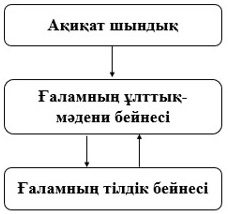 Ақиқат шындық
Ғаламның ұлттық-
мәдени бейнесі
Ғаламның тілдік бейнесі